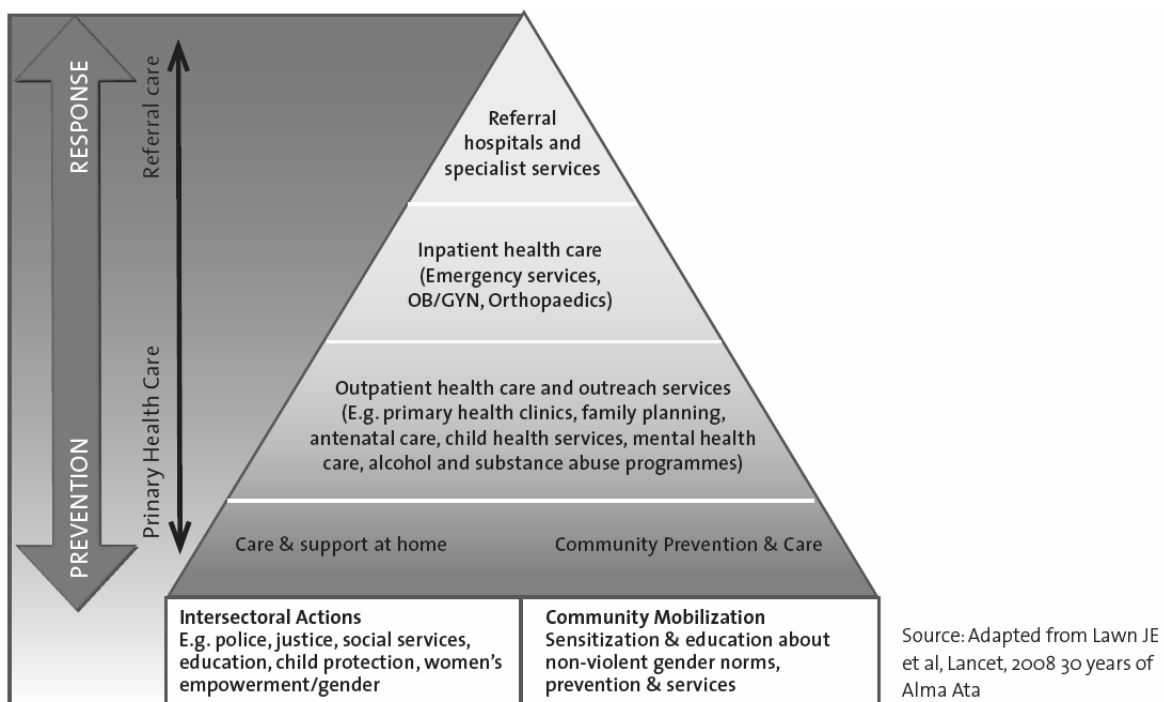 RESPONSE
PREVENTION
Referral care
Primary Health Care
Referral
hospitals and
specialist services
Inpatient health care
(Emergency services,
OB/GYN, Orthopaedics)
Outpatient health care and outreach services
(E.g. primary health clinics, family planning,
antenatal care, child health services, mental health
care, alcohol and substance abuse programmes)
Care & support at home
Community Prevention & Care
Intersectoral Actions
E.g. police, justice, social services,
education, child protection, women's
empowerment/gender
Community Mobilization
Sensitization & education about
non-violent gender norms,
prevention & services
Source: Adapted from Lawn JE
et al, Lancet, 2008 30 years of
Alma Ata